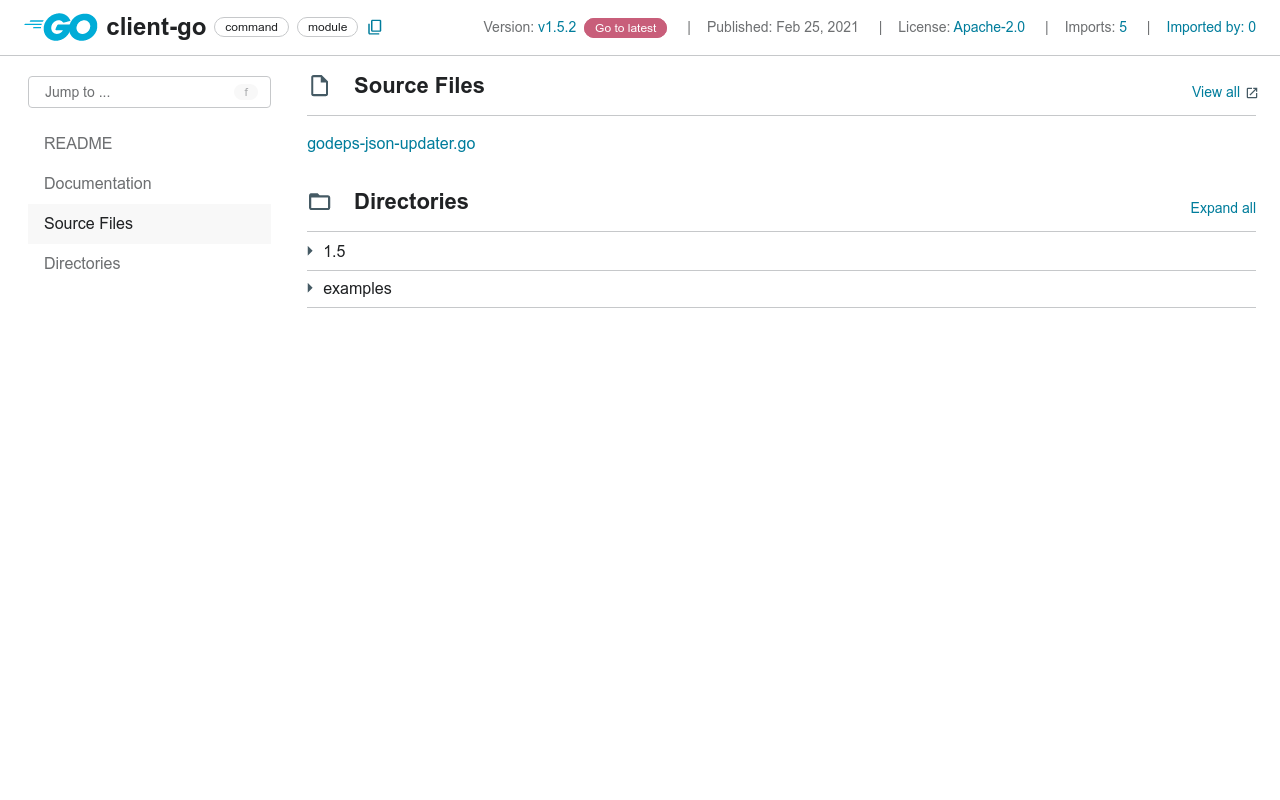 GO client-go command module Version: v1.5.2 Go to latest | Published: Feb 25, 2021 | License: Apache-2.0 | Imports: 5 | Imported by: 0
Jump to ... f
README
Documentation
Source Files
Directories
Source Files View all
godeps-json-updater.go
Directories Expand all
1.5
examples